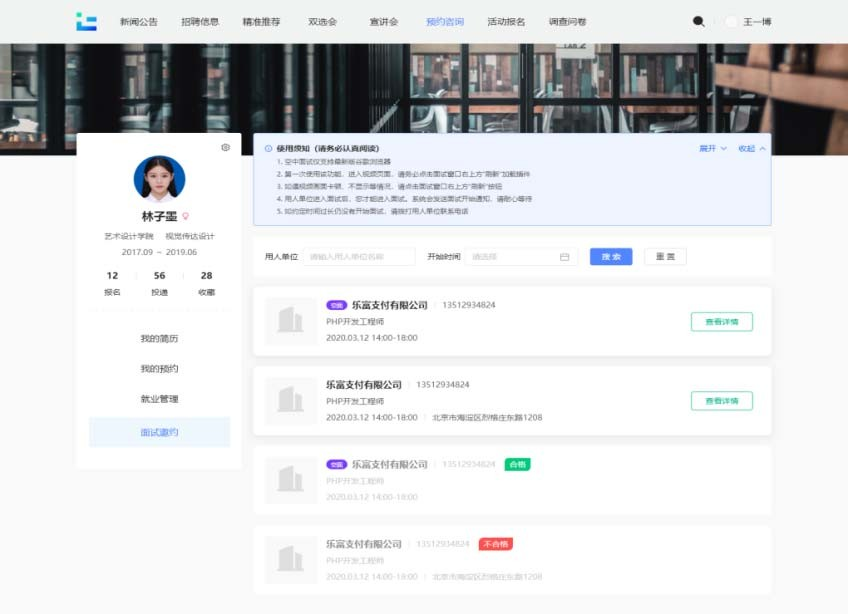 新闻公告 招聘信息 精准推荐 双选会 宣讲会 预约咨询 活动报名 调查问卷 王一博
林子墨
艺术设计学院 视觉传达设计
2017.09 ~ 2019.06
12 56 28
报名 投递 收藏
我的简历
我的预约
就业管理
面试邀约
使用须知（请务必认真阅读） 展开 收起
1. 空中面试仅支持最新版谷歌浏览器
2. 第一次使用该功能，进入视频页面，请务必点击面试窗口右上方“刷新”加载插件
3. 如遇视频画面卡顿、不显示等情况，请点击面试窗口右上方“刷新”按钮
4. 用人单位进入面试后，您才能进入面试。系统会发送面试开始通知，请耐心等待
5. 如约定时间过长仍没有开始面试，请拨打用人单位联系电话
用人单位 请输入用人单位名称 开始时间 请选择 搜索 重置
空面 乐富支付有限公司 13512934824
PHP开发工程师 查看详情
2020.03.12 14:00-18:00
乐富支付有限公司 13512934824
PHP开发工程师 查看详情
2020.03.12 14:00-18:00 北京市海淀区烈格庄东路1208
空面 乐富支付有限公司 13512934824 合格
PHP开发工程师
2020.03.12 14:00-18:00
乐富支付有限公司 13512934824 不合格
PHP开发工程师
2020.03.12 14:00-18:00 北京市海淀区烈格庄东路1208